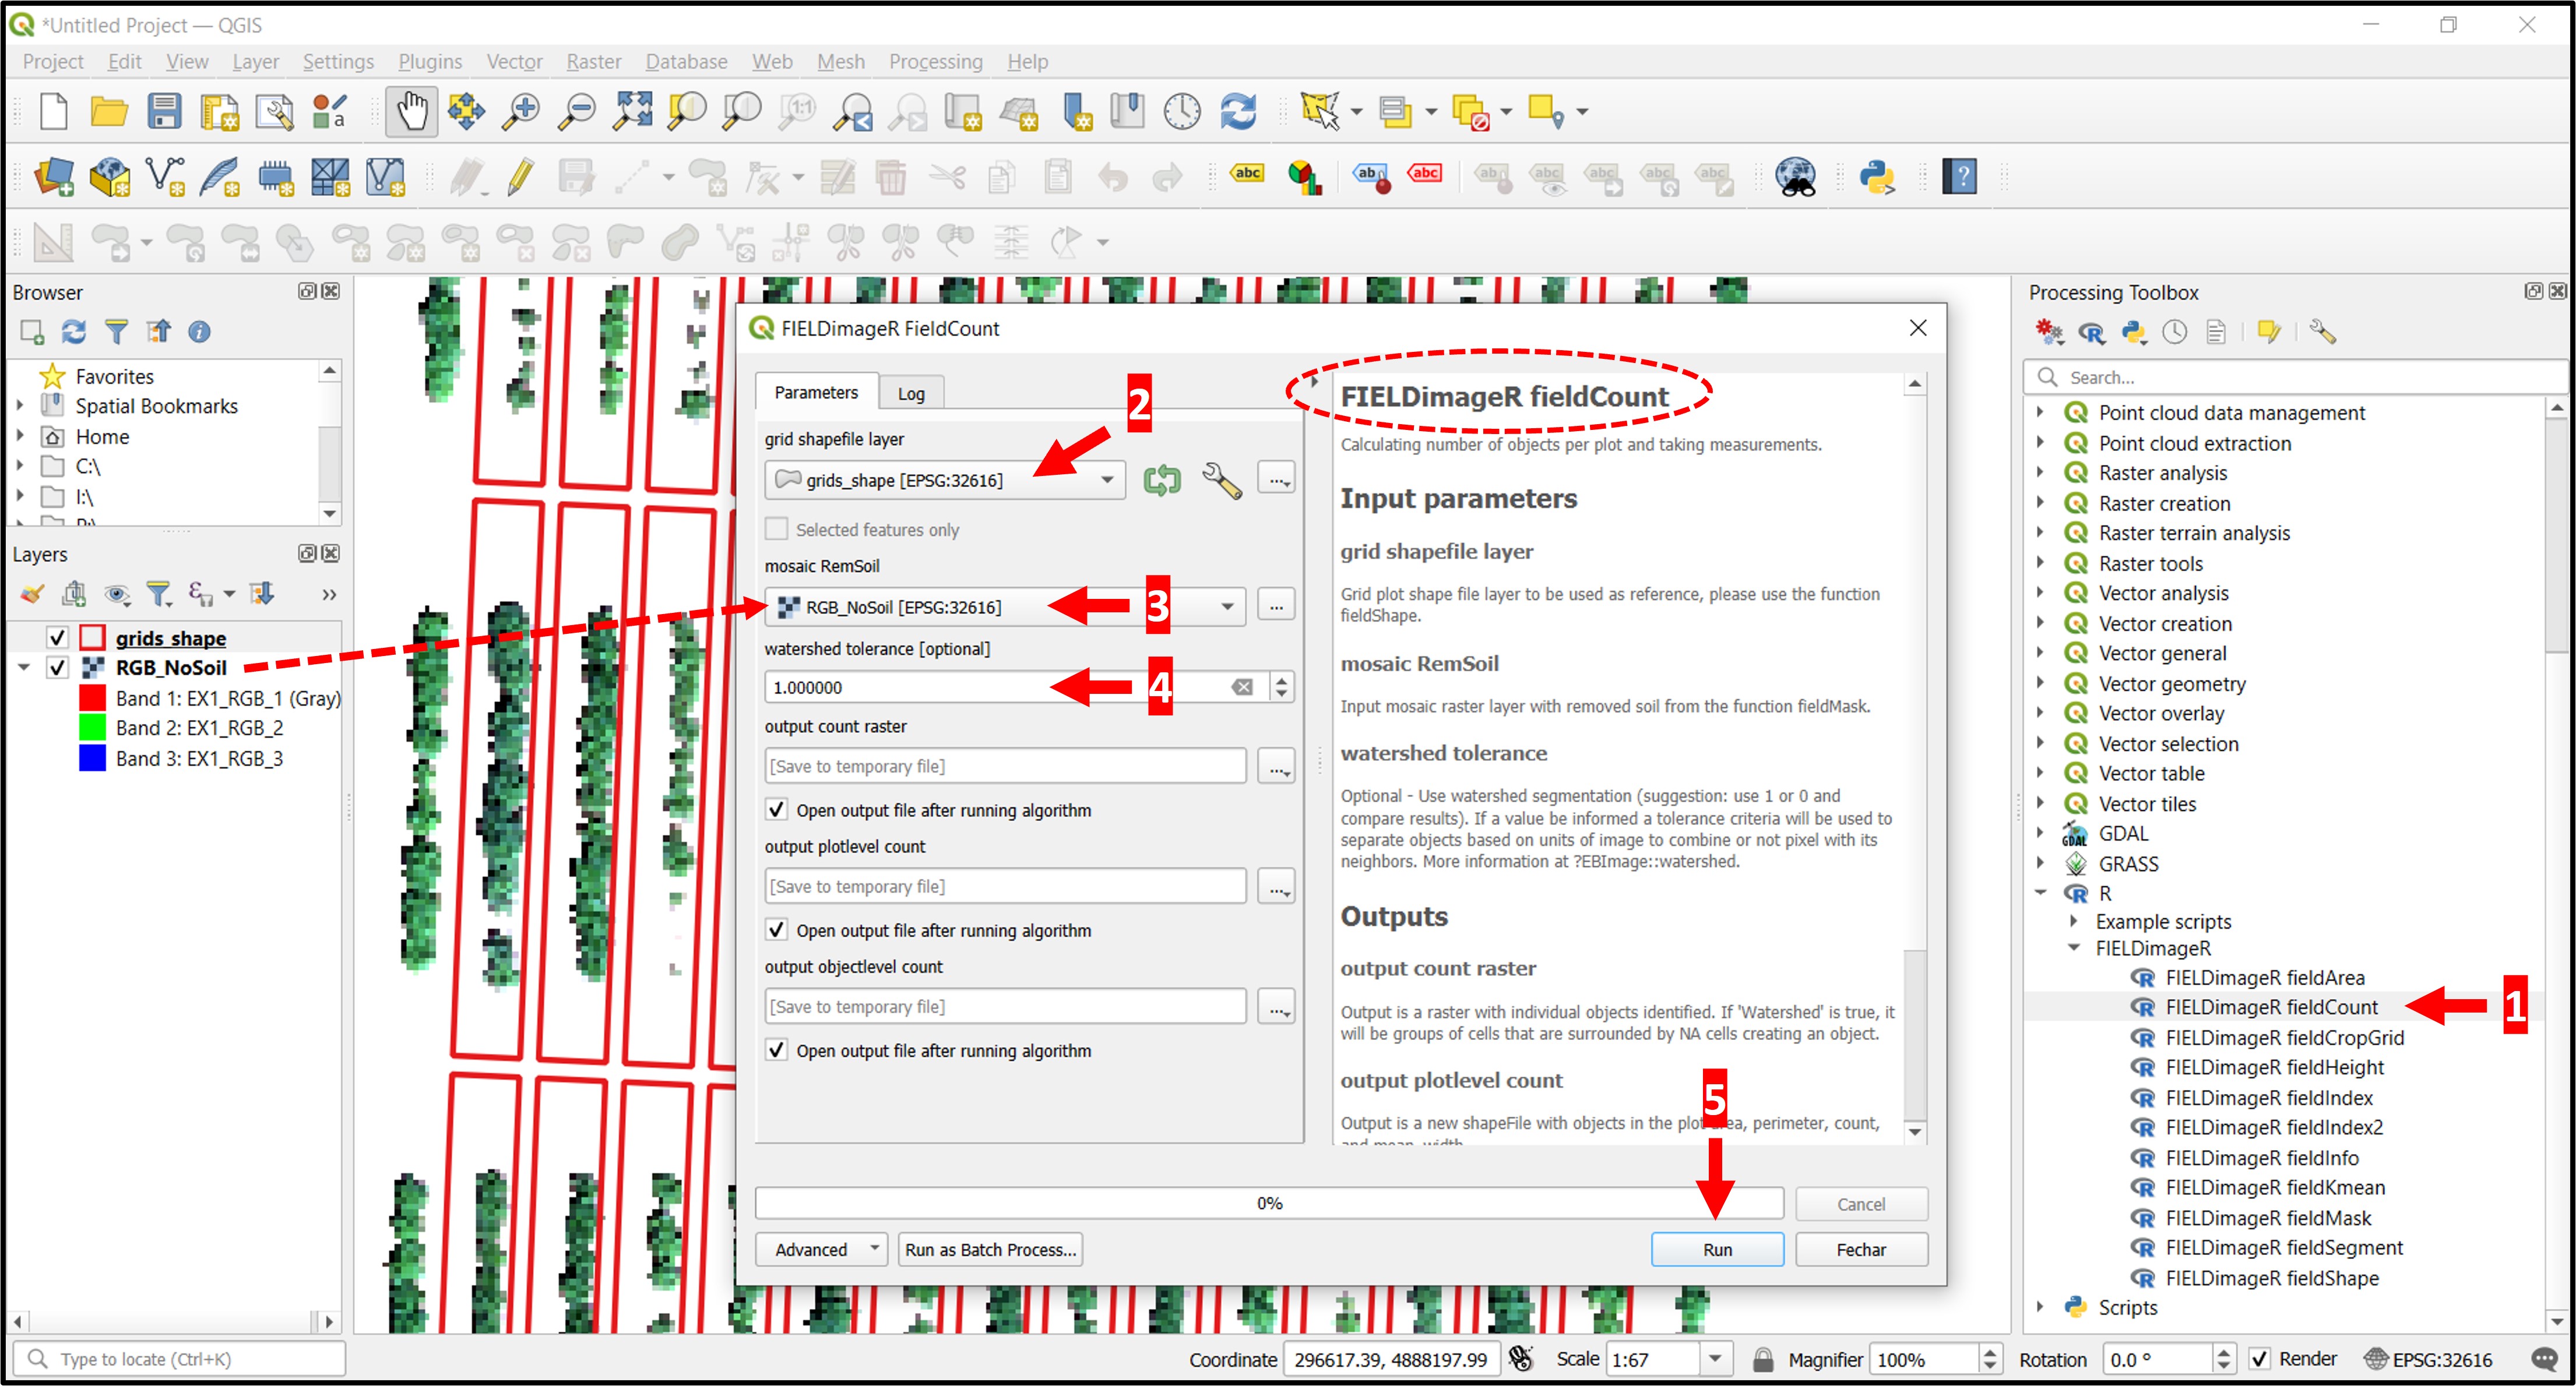 *Untitled Project — QGIS
Project Edit View Layer Settings Plugins Vector Raster Database Web Mesh Processing Help
Browser
Favorites
Spatial Bookmarks
Home
C:\
I:\
Layers
grids_shape
RGB_NoSoil
Band 1: EX1_RGB_1 (Gray)
Band 2: EX1_RGB_2
Band 3: EX1_RGB_3
FIELDimageR FieldCount
Parameters Log
2
grid shapefile layer
grids_shape [EPSG:32616]
Selected features only
mosaic RemSoil
RGB_NoSoil [EPSG:32616]
3
watershed tolerance [optional]
1.000000
4
output count raster
[Save to temporary file]
Open output file after running algorithm
output plotlevel count
[Save to temporary file]
Open output file after running algorithm
output objectlevel count
[Save to temporary file]
Open output file after running algorithm
FIELDimageR fieldCount
Calculating number of objects per plot and taking measurements.
Input parameters
grid shapefile layer
Grid plot shape file layer to be used as reference, please use the function
fieldShape.
mosaic RemSoil
Input mosaic raster layer with removed soil from the function fieldMask.
watershed tolerance
Optional - Use watershed segmentation (suggestion: use 1 or 0 and
compare results). If a value be informed a tolerance criteria will be used to
separate objects based on units of image to combine or not pixel with its
neighbors. More information at ?EBImage::watershed.
Outputs
output count raster
Output is a raster with individual objects identified. If 'Watershed' is true, it
will be groups of cells that are surrounded by NA cells creating an object.
output plotlevel count
5
Output is a new shapeFile with objects in the plot area, perimeter, count,
and mean_width
0%
Cancel
Advanced
Run as Batch Process...
Run
Fechar
Processing Toolbox
Search...
Point cloud data management
Point cloud extraction
Raster analysis
Raster creation
Raster terrain analysis
Raster tools
Vector analysis
Vector creation
Vector general
Vector geometry
Vector overlay
Vector selection
Vector table
Vector tiles
GDAL
GRASS
R
Example scripts
FIELDimageR
FIELDimageR fieldArea
FIELDimageR fieldCount
1
FIELDimageR fieldCropGrid
FIELDimageR fieldHeight
FIELDimageR fieldIndex
FIELDimageR fieldIndex2
FIELDimageR fieldInfo
FIELDimageR fieldKmean
FIELDimageR fieldMask
FIELDimageR fieldSegment
FIELDimageR fieldShape
Scripts
Type to locate (Ctrl+K)
Coordinate 296617.39, 4888197.99 Scale 1:67 Magnifier 100% Rotation 0.0 ° Render EPSG:32616